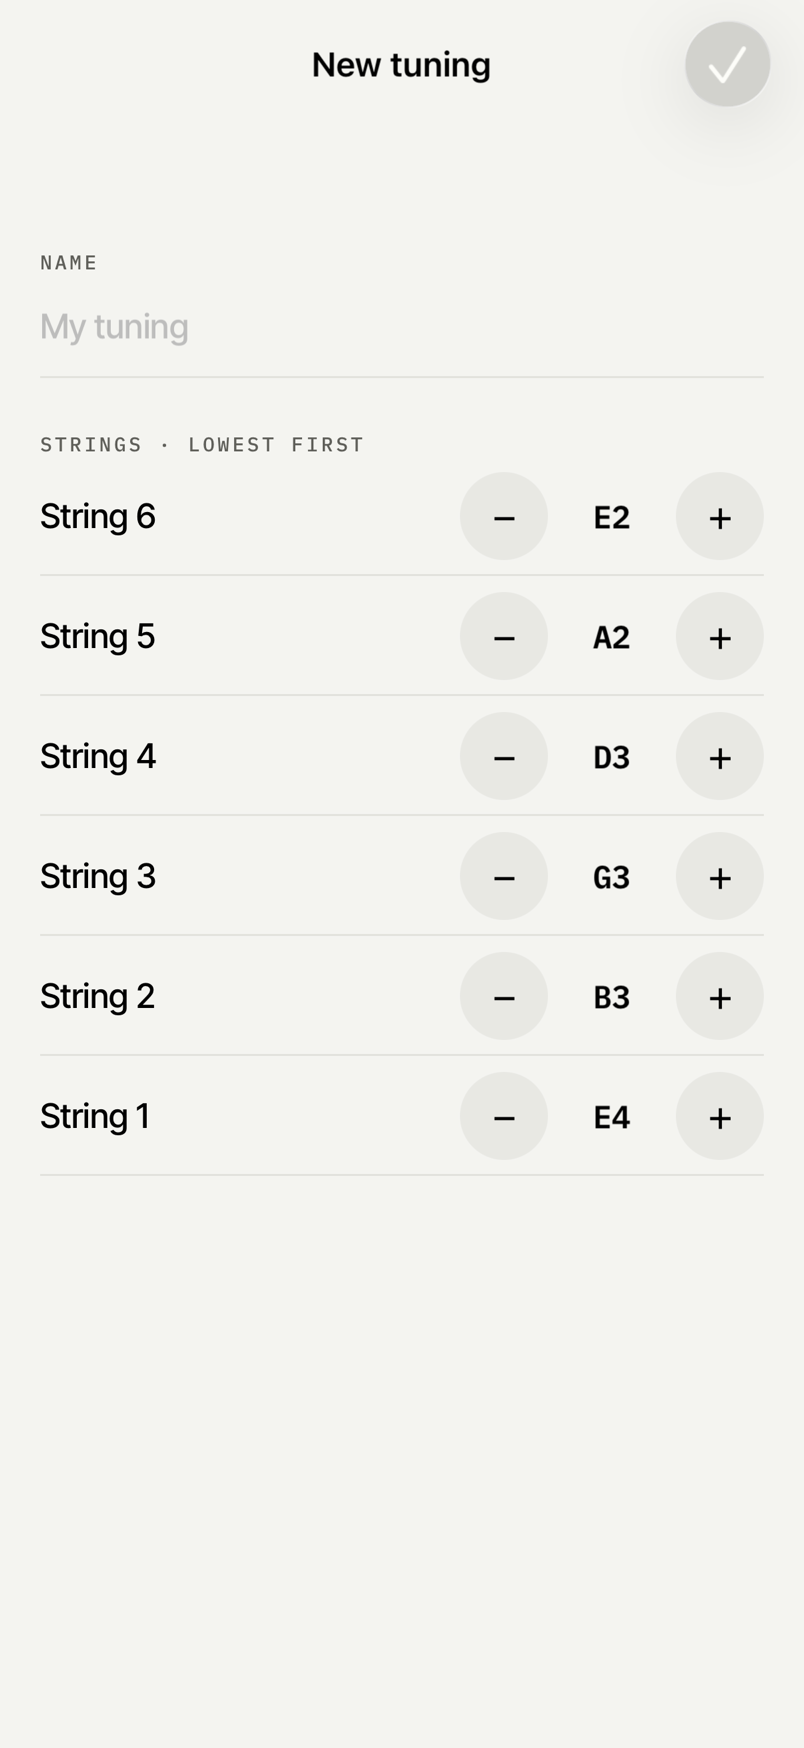 New tuning
NAME
My tuning
STRINGS · LOWEST FIRST
String 6 − E2 +
String 5 − A2 +
String 4 − D3 +
String 3 − G3 +
String 2 − B3 +
String 1 − E4 +